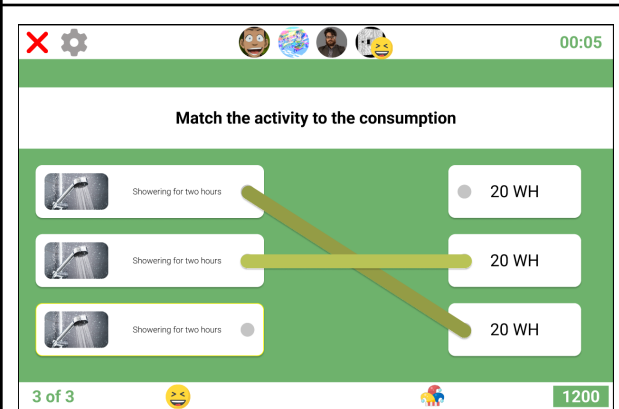 00:05
Match the activity to the consumption
Showering for two hours
20 WH
Showering for two hours
20 WH
Showering for two hours
20 WH
3 of 3
1200